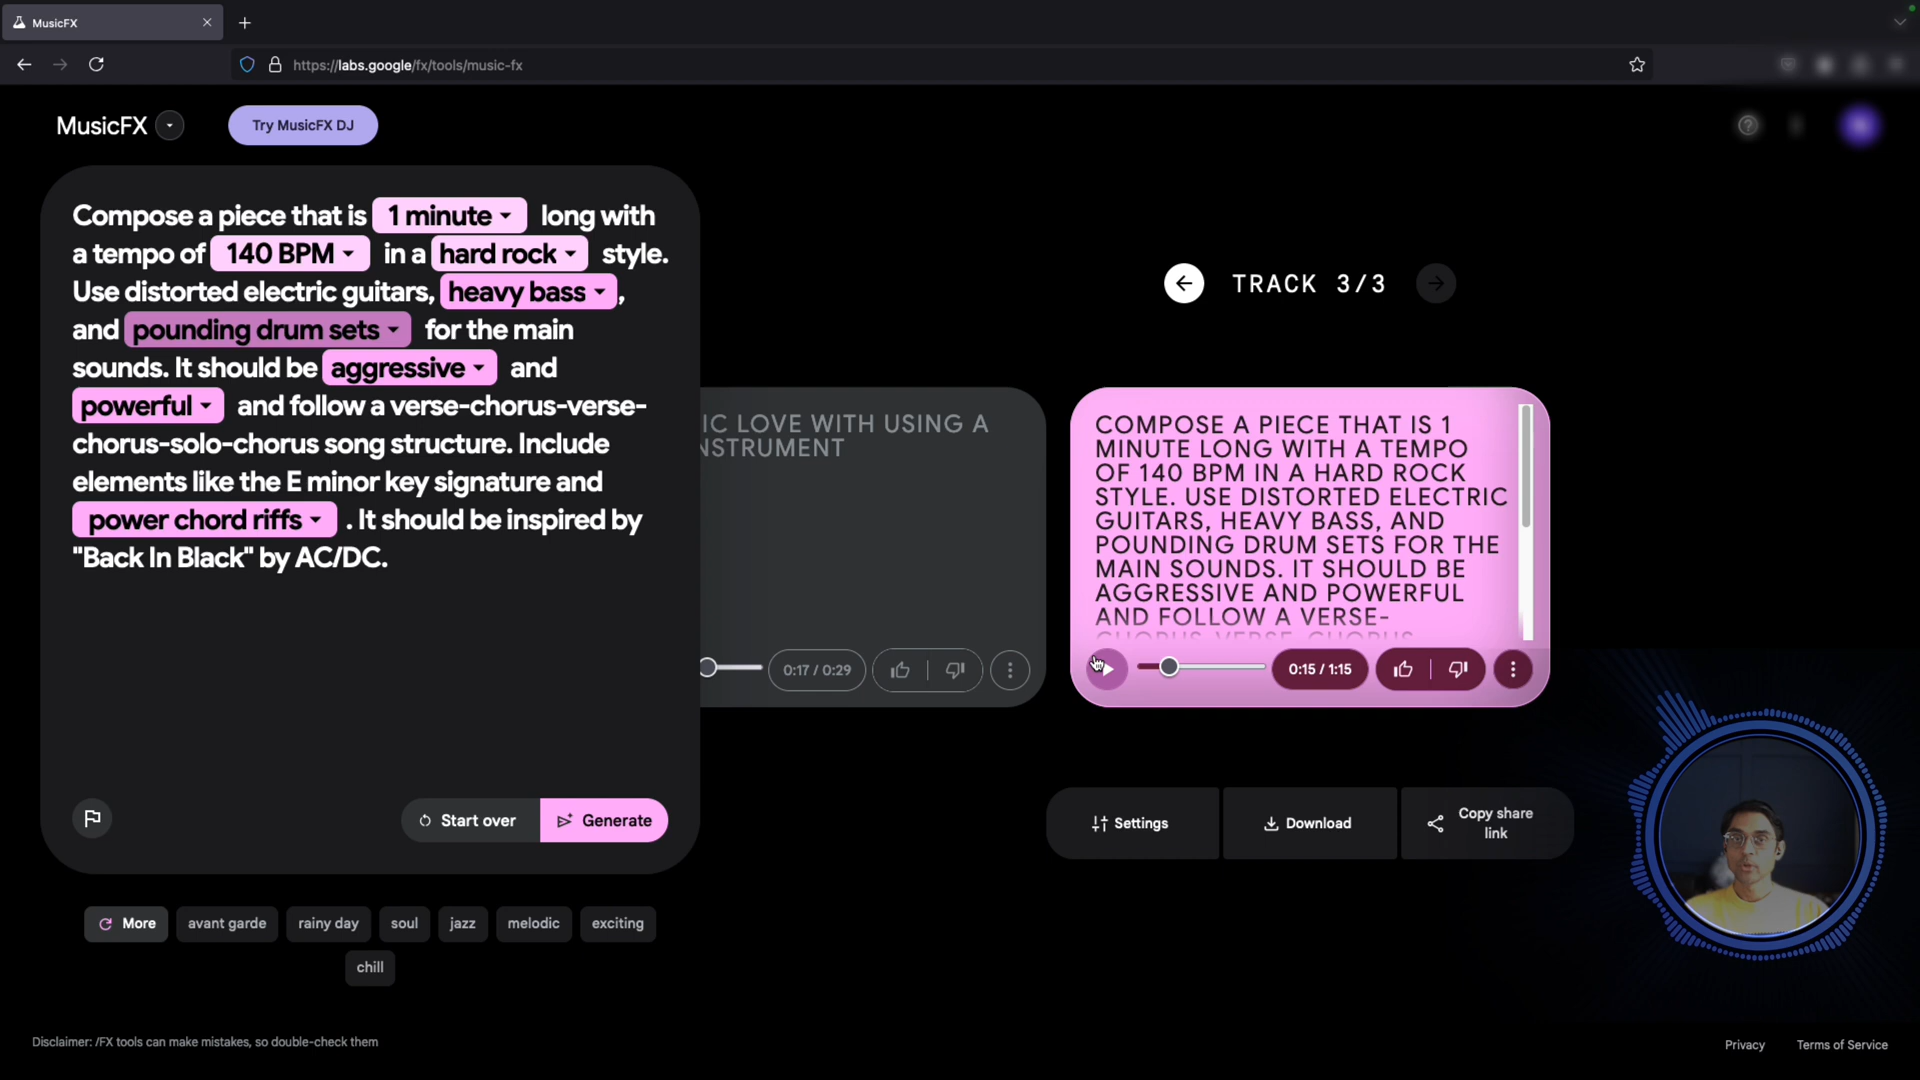 MusicFX
https://labs.google/fx/tools/music-fx
MusicFX
Try MusicFX DJ
Compose a piece that is 1 minute long with
a tempo of 140 BPM in a hard rock style.
Use distorted electric guitars, heavy bass,
and pounding drum sets for the main
sounds. It should be aggressive and
powerful and follow a verse-chorus-verse-
chorus-solo-chorus song structure. Include
elements like the E minor key signature and
power chord riffs . It should be inspired by
"Back In Black" by AC/DC.
Start over
Generate
More
avant garde
rainy day
soul
jazz
melodic
exciting
chill
TRACK 3/3
IC LOVE WITH USING A
NSTRUMENT
0:17 / 0:29
COMPOSE A PIECE THAT IS 1
MINUTE LONG WITH A TEMPO
OF 140 BPM IN A HARD ROCK
STYLE. USE DISTORTED ELECTRIC
GUITARS, HEAVY BASS, AND
POUNDING DRUM SETS FOR THE
MAIN SOUNDS. IT SHOULD BE
AGGRESSIVE AND POWERFUL
AND FOLLOW A VERSE-
CHORUS-VERSE-CHORUS-
0:15 / 1:15
Settings
Download
Copy share
link
Disclaimer: /FX tools can make mistakes, so double-check them
Privacy
Terms of Service